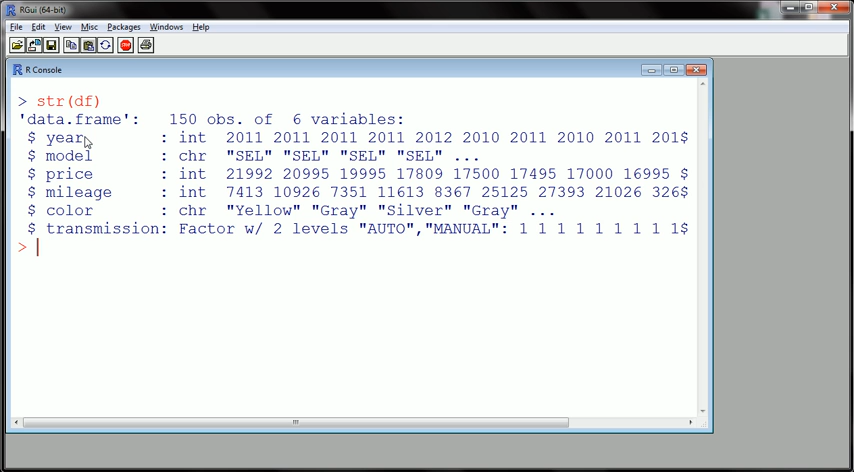 RGui (64-bit)
File Edit View Misc Packages Windows Help
STOP
R Console
> str(df)
'data.frame':   150 obs. of  6 variables:
 $ year        : int  2011 2011 2011 2011 2012 2010 2011 2010 2011 201$
 $ model       : chr  "SEL" "SEL" "SEL" "SEL" ...
 $ price       : int  21992 20995 19995 17809 17500 17495 17000 16995 $
 $ mileage     : int  7413 10926 7351 11613 8367 25125 27393 21026 326$
 $ color       : chr  "Yellow" "Gray" "Silver" "Gray" ...
 $ transmission: Factor w/ 2 levels "AUTO","MANUAL": 1 1 1 1 1 1 1 1 1$
>